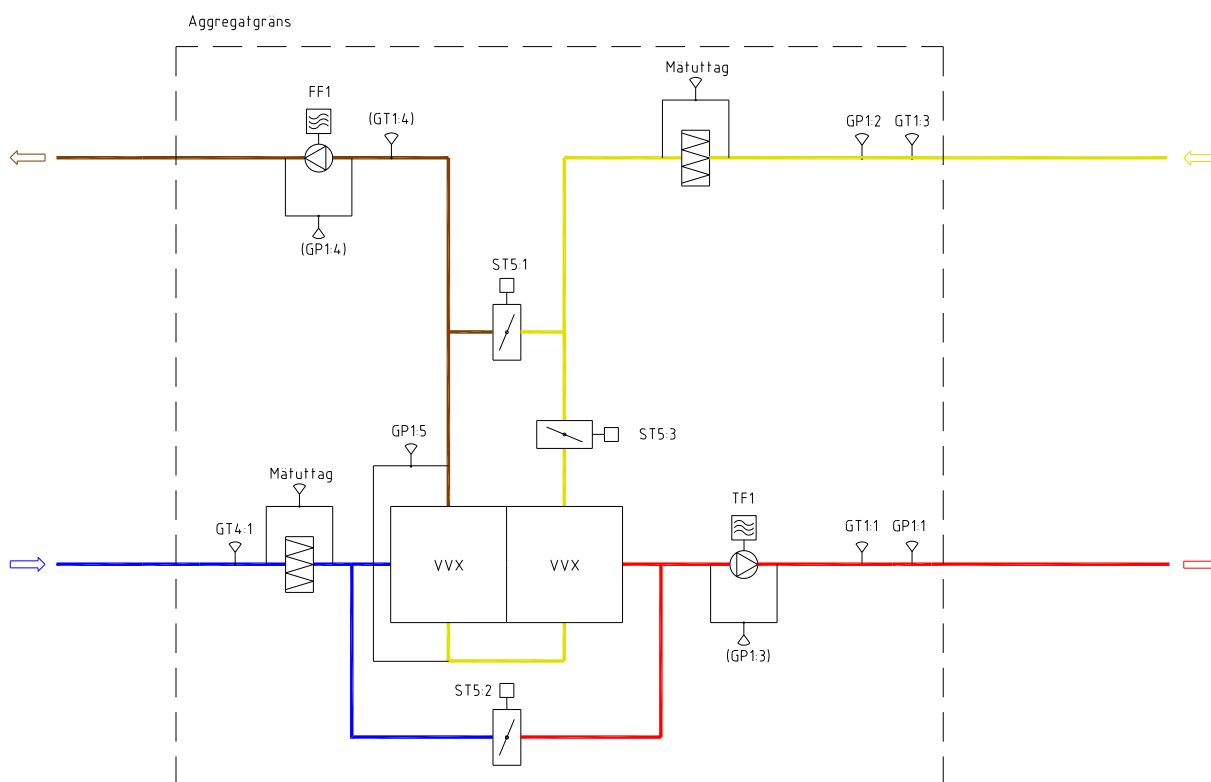 Aggregatgräns
Mätuttag
FF1
(GT1:4)
GP1:2
GT1:3
(GP1:4)
ST5:1
GP1:5
ST5:3
Mätuttag
TF1
GT4:1
GT1:1
GP1:1
VVX
VVX
(GP1:3)
ST5:2